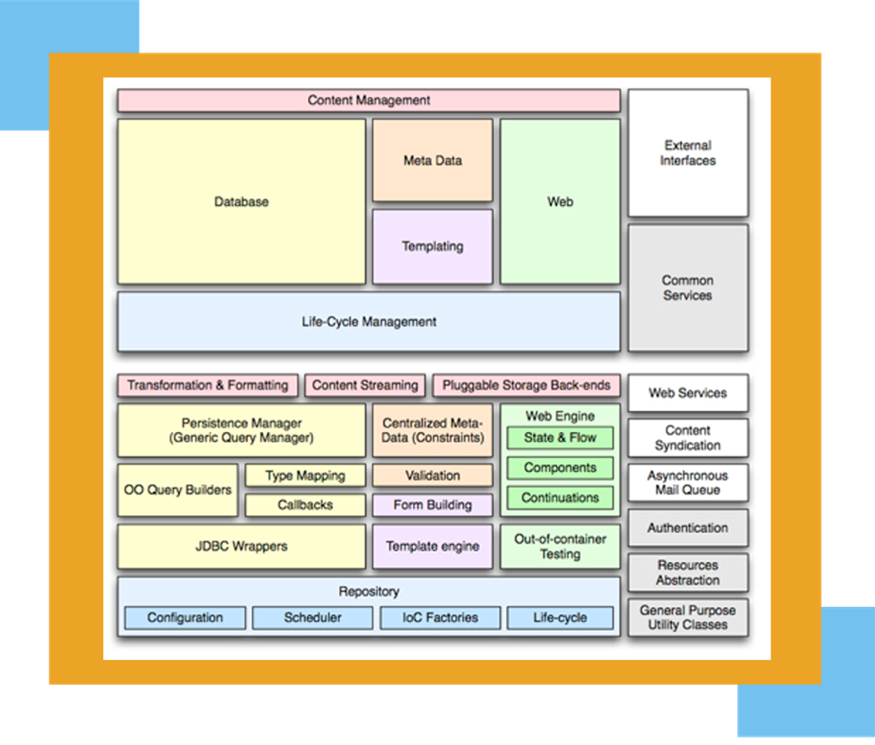 Content Management
Database
Meta Data
Templating
Web
External
Interfaces
Common
Services
Life-Cycle Management
Transformation & Formatting
Content Streaming
Pluggable Storage Back-ends
Web Services
Persistence Manager
(Generic Query Manager)
Centralized Meta-
Data (Constraints)
Web Engine
State & Flow
Components
Continuations
Content
Syndication
OO Query Builders
Type Mapping
Callbacks
Validation
Form Building
Asynchronous
Mail Queue
JDBC Wrappers
Template engine
Out-of-container
Testing
Authentication
Resources
Abstraction
Repository
Configuration
Scheduler
IoC Factories
Life-cycle
General Purpose
Utility Classes